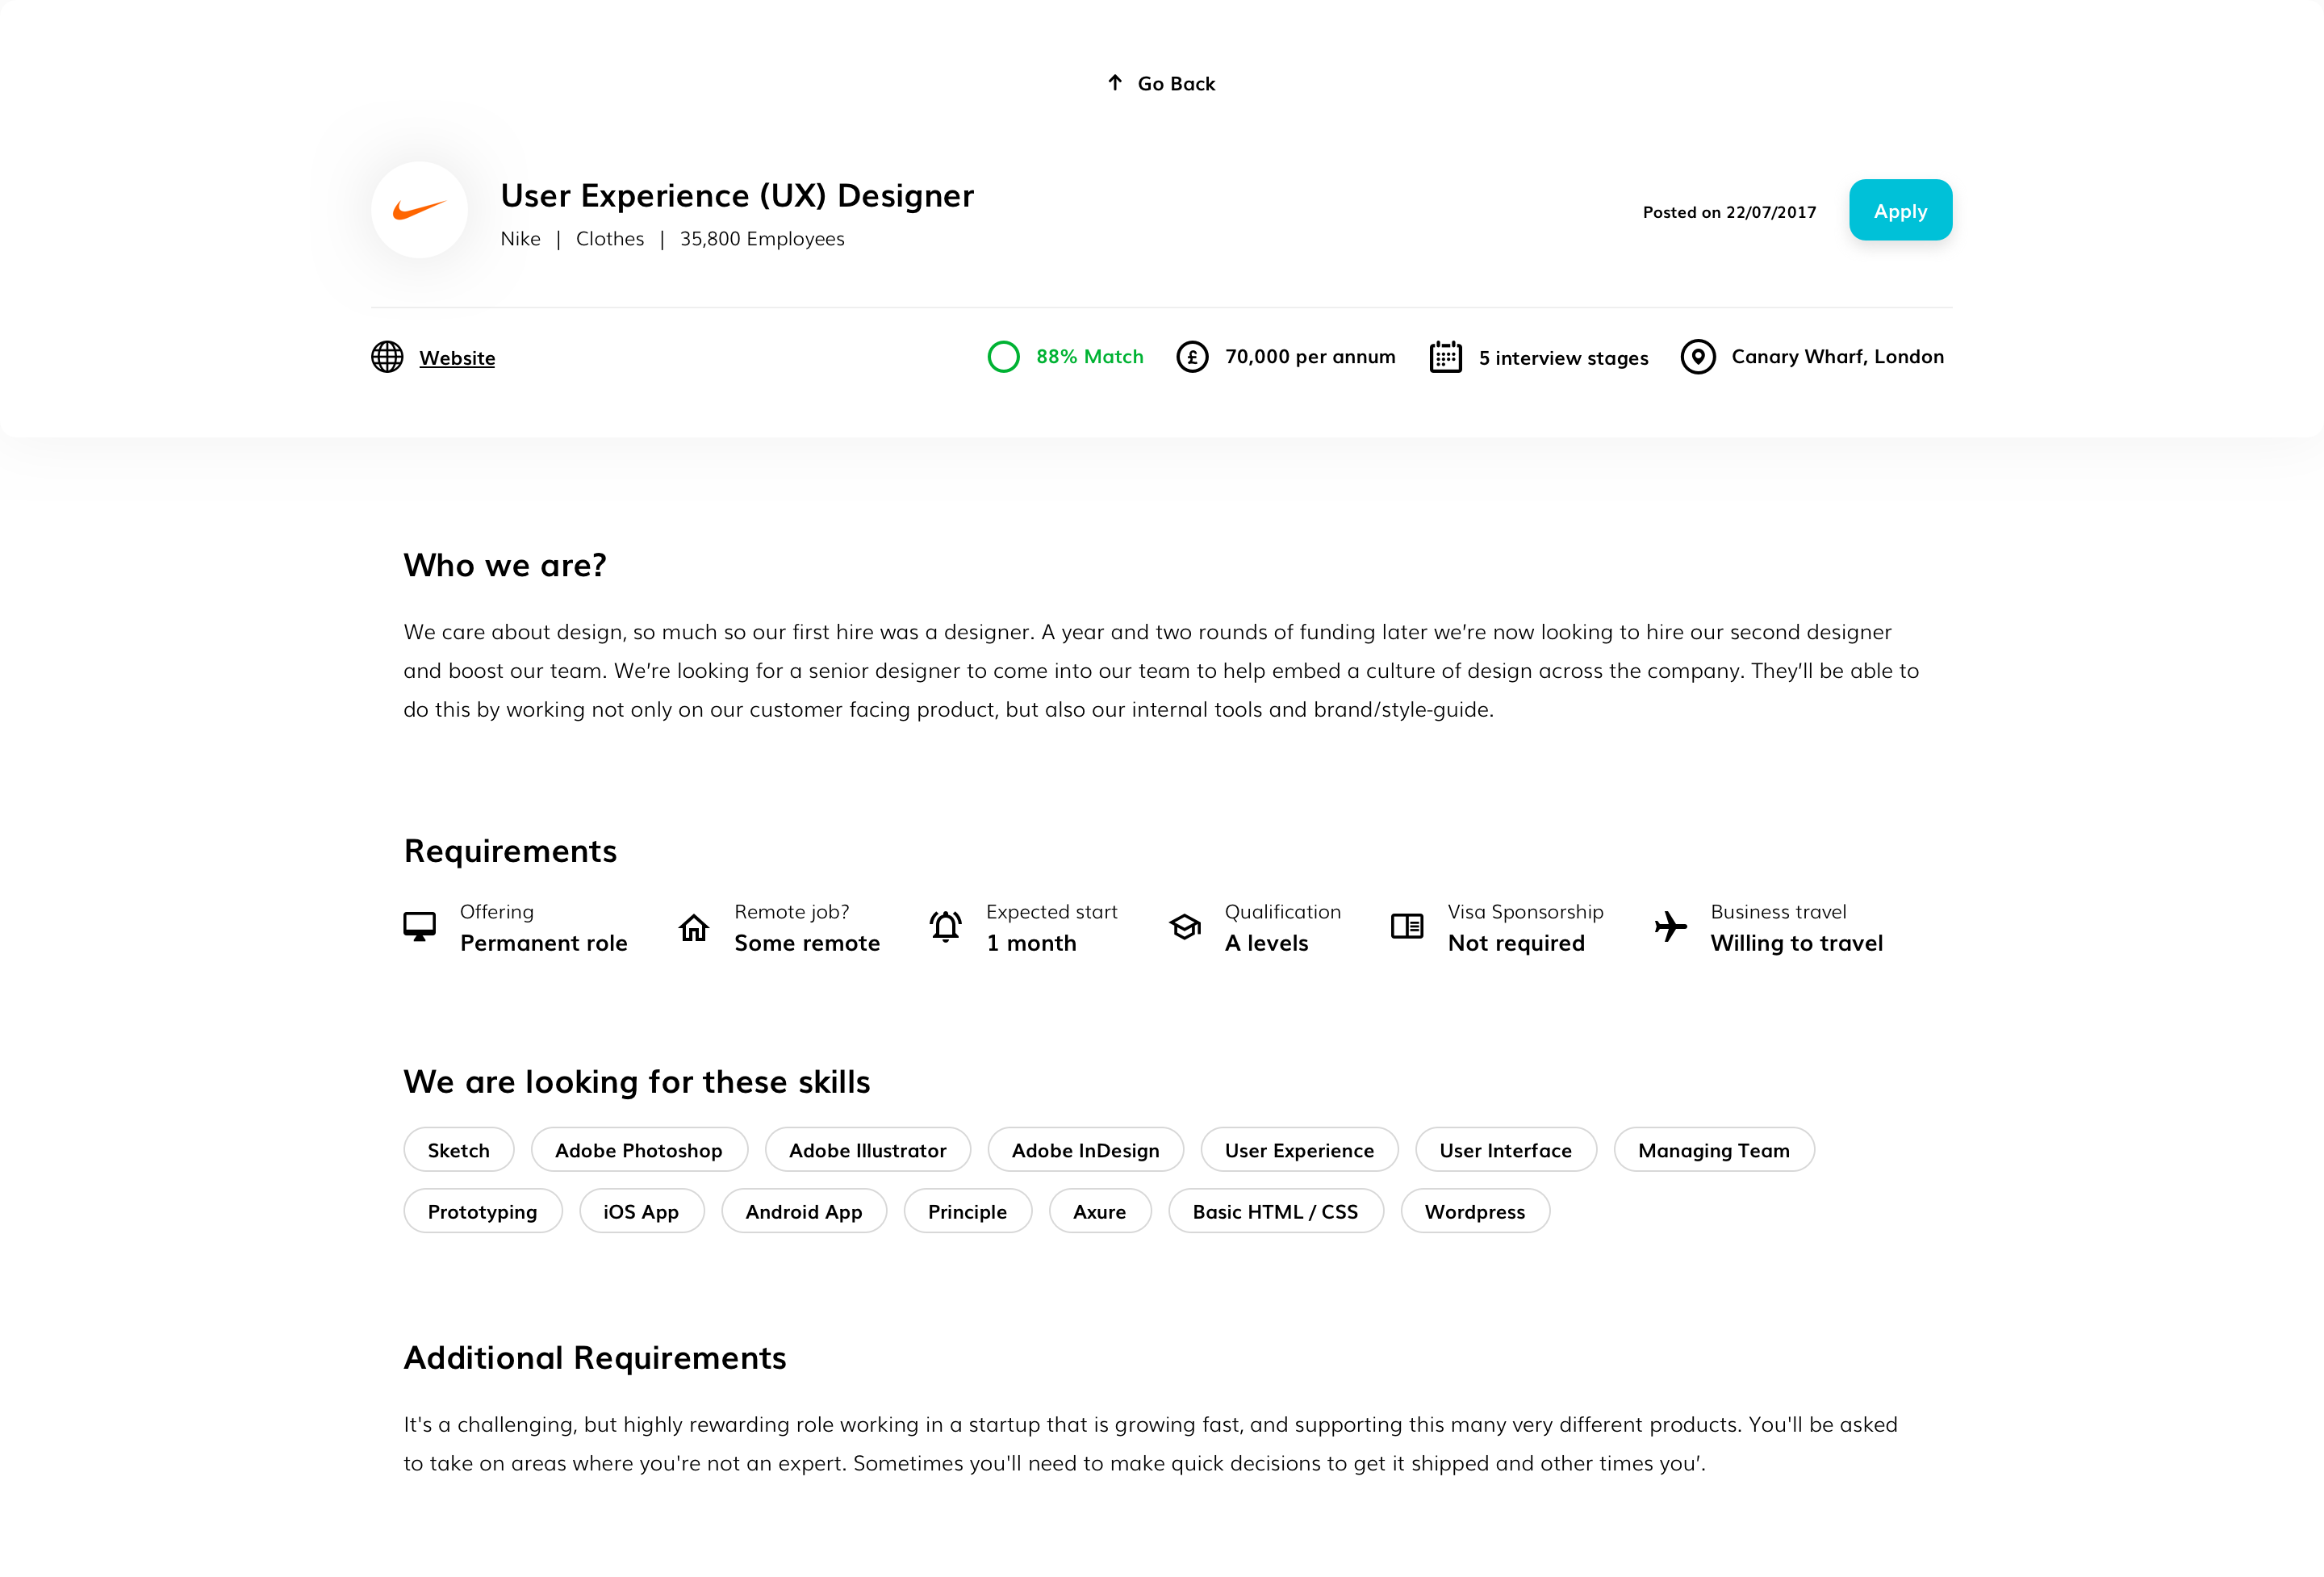 Go Back
User Experience (UX) Designer
Nike | Clothes | 35,800 Employees
Posted on 22/07/2017
Apply
Website
88% Match
£ 70,000 per annum
5 interview stages
Canary Wharf, London
Who we are?
We care about design, so much so our first hire was a designer. A year and two rounds of funding later we’re now looking to hire our second designer
and boost our team. We’re looking for a senior designer to come into our team to help embed a culture of design across the company. They’ll be able to
do this by working not only on our customer facing product, but also our internal tools and brand/style-guide.
Requirements
Offering
Permanent role
Remote job?
Some remote
Expected start
1 month
Qualification
A levels
Visa Sponsorship
Not required
Business travel
Willing to travel
We are looking for these skills
Sketch Adobe Photoshop Adobe Illustrator Adobe InDesign User Experience User Interface Managing Team
Prototyping iOS App Android App Principle Axure Basic HTML / CSS Wordpress
Additional Requirements
It's a challenging, but highly rewarding role working in a startup that is growing fast, and supporting this many very different products. You'll be asked
to take on areas where you're not an expert. Sometimes you'll need to make quick decisions to get it shipped and other times you’.